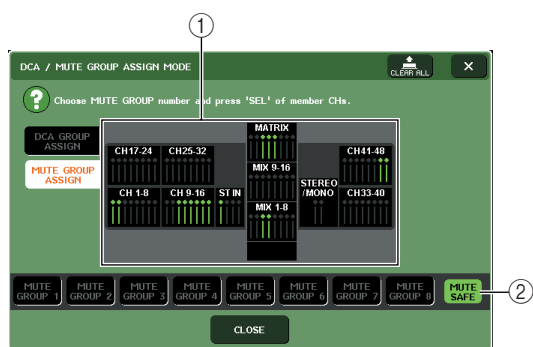 ①
DCA / MUTE GROUP ASSIGN MODE
CLEAR ALL
×
? Choose MUTE GROUP number and press 'SEL' of member CHs.
DCA GROUP
ASSIGN
MUTE GROUP
ASSIGN
CH17-24
CH25-32
MATRIX
CH41-48
MIX 9-16
CH 1-8
CH 9-16
ST IN
STEREO
/MONO
CH33-40
MIX 1-8
MUTE
GROUP 1
MUTE
GROUP 2
MUTE
GROUP 3
MUTE
GROUP 4
MUTE
GROUP 5
MUTE
GROUP 6
MUTE
GROUP 7
MUTE
GROUP 8
MUTE
SAFE
②
CLOSE